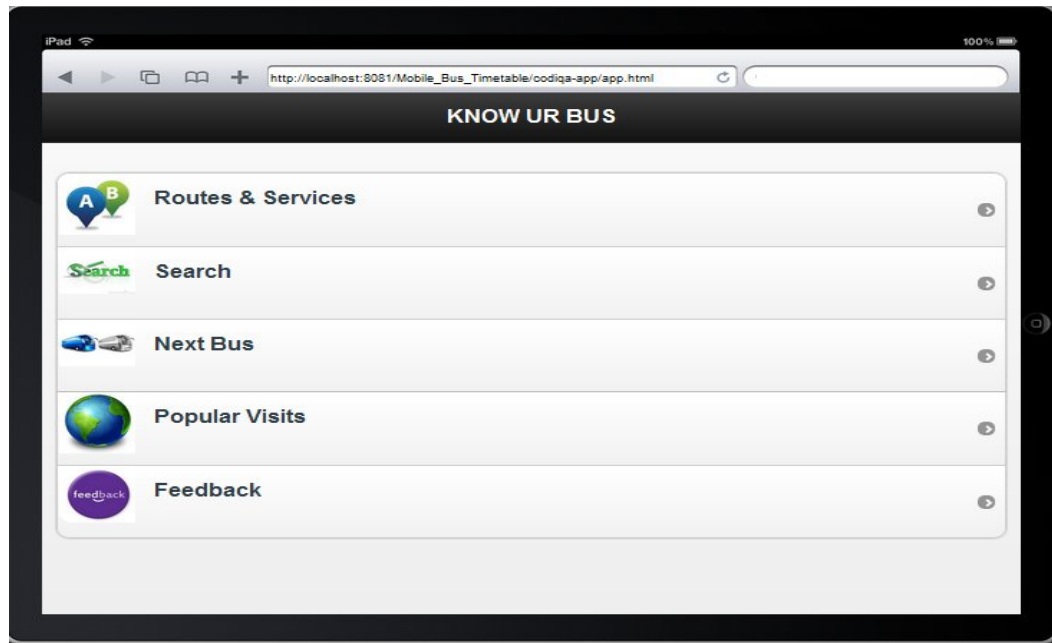 iPad 100%
http://localhost:8081/Mobile_Bus_Timetable/codiqa-app/app.html
KNOW UR BUS
A B Routes & Services
Search Search
Next Bus
Popular Visits
feedback Feedback